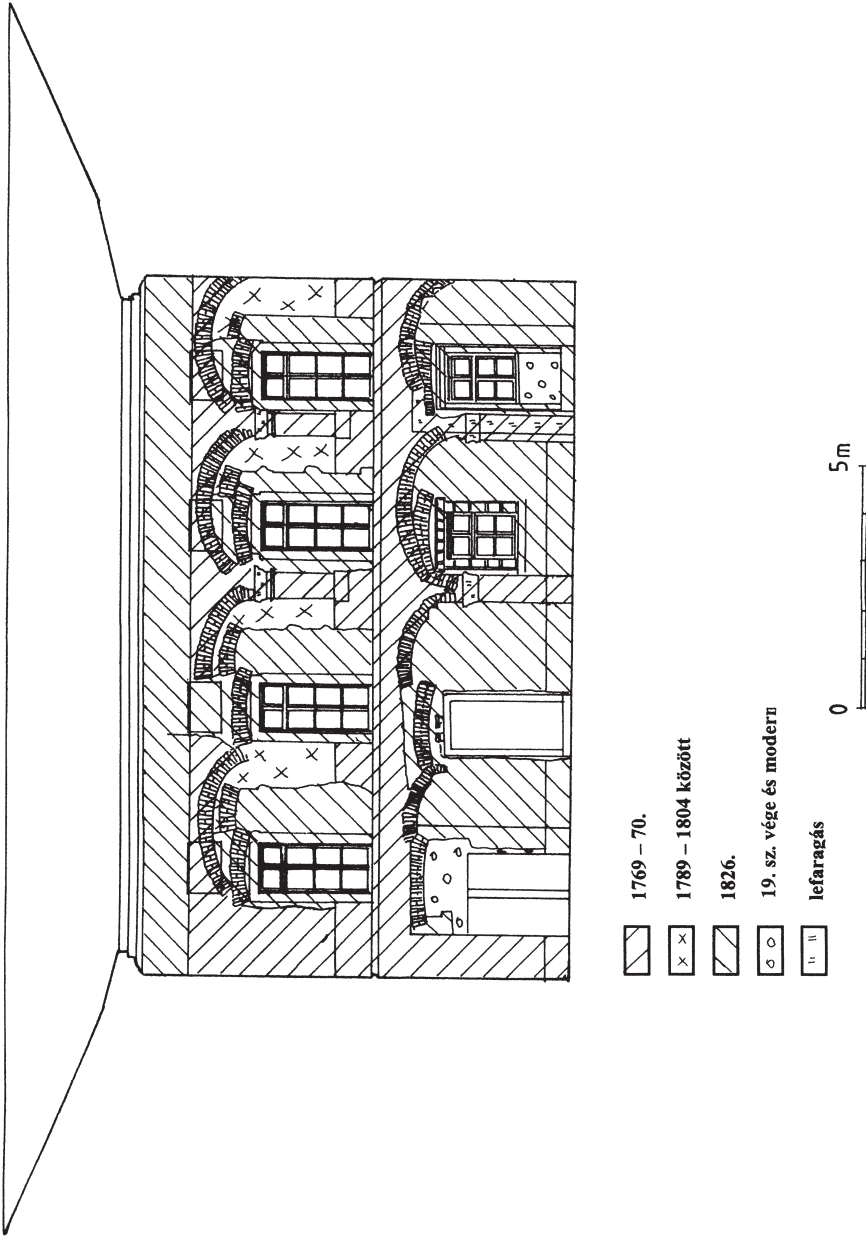 1769 – 70.
1789 – 1804 között
1826.
19. sz. vége és modern
lefaragás
0
5m